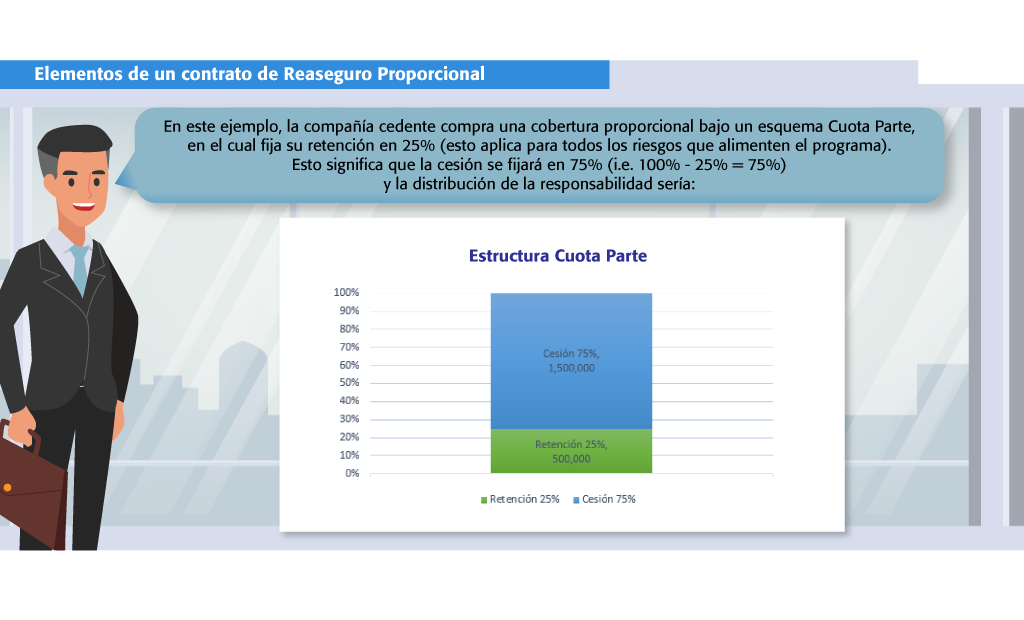 Elementos de un contrato de Reaseguro Proporcional
En este ejemplo, la compañía cedente compra una cobertura proporcional bajo un esquema Cuota Parte,
en el cual fija su retención en 25% (esto aplica para todos los riesgos que alimenten el programa).
Esto significa que la cesión se fijará en 75% (i.e. 100% - 25% = 75%)
y la distribución de la responsabilidad sería:
Estructura Cuota Parte
100%
90%
80%
70%
60%
50%
40%
30%
20%
10%
0%
Cesión 75%,
1,500,000
Retención 25%,
500,000
Retención 25%
Cesión 75%